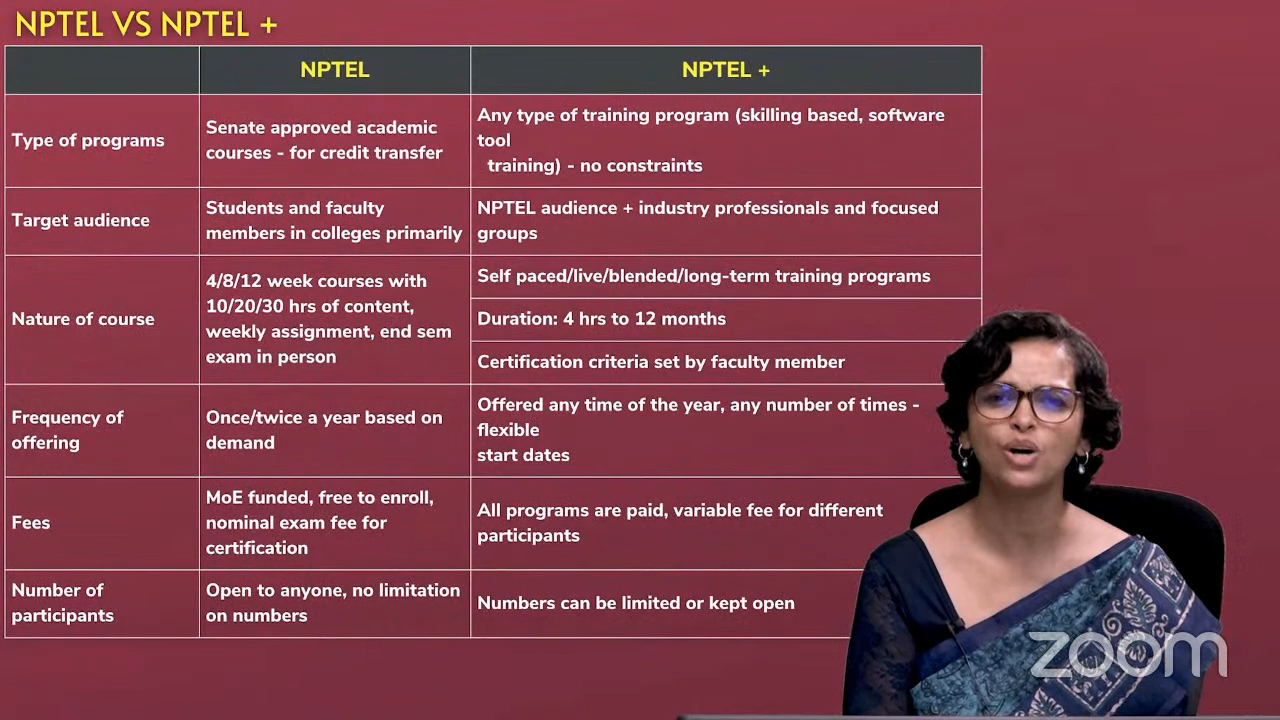 NPTEL VS NPTEL +
NPTEL
NPTEL +
Type of programs
Senate approved academic
courses - for credit transfer
Any type of training program (skilling based, software
tool
training) - no constraints
Target audience
Students and faculty
members in colleges primarily
NPTEL audience + industry professionals and focused
groups
Nature of course
4/8/12 week courses with
10/20/30 hrs of content,
weekly assignment, end sem
exam in person
Self paced/live/blended/long-term training programs
Duration: 4 hrs to 12 months
Certification criteria set by faculty member
Frequency of
offering
Once/twice a year based on
demand
Offered any time of the year, any number of times -
flexible
start dates
Fees
MoE funded, free to enroll,
nominal exam fee for
certification
All programs are paid, variable fee for different
participants
Number of
participants
Open to anyone, no limitation
on numbers
Numbers can be limited or kept open
zoom